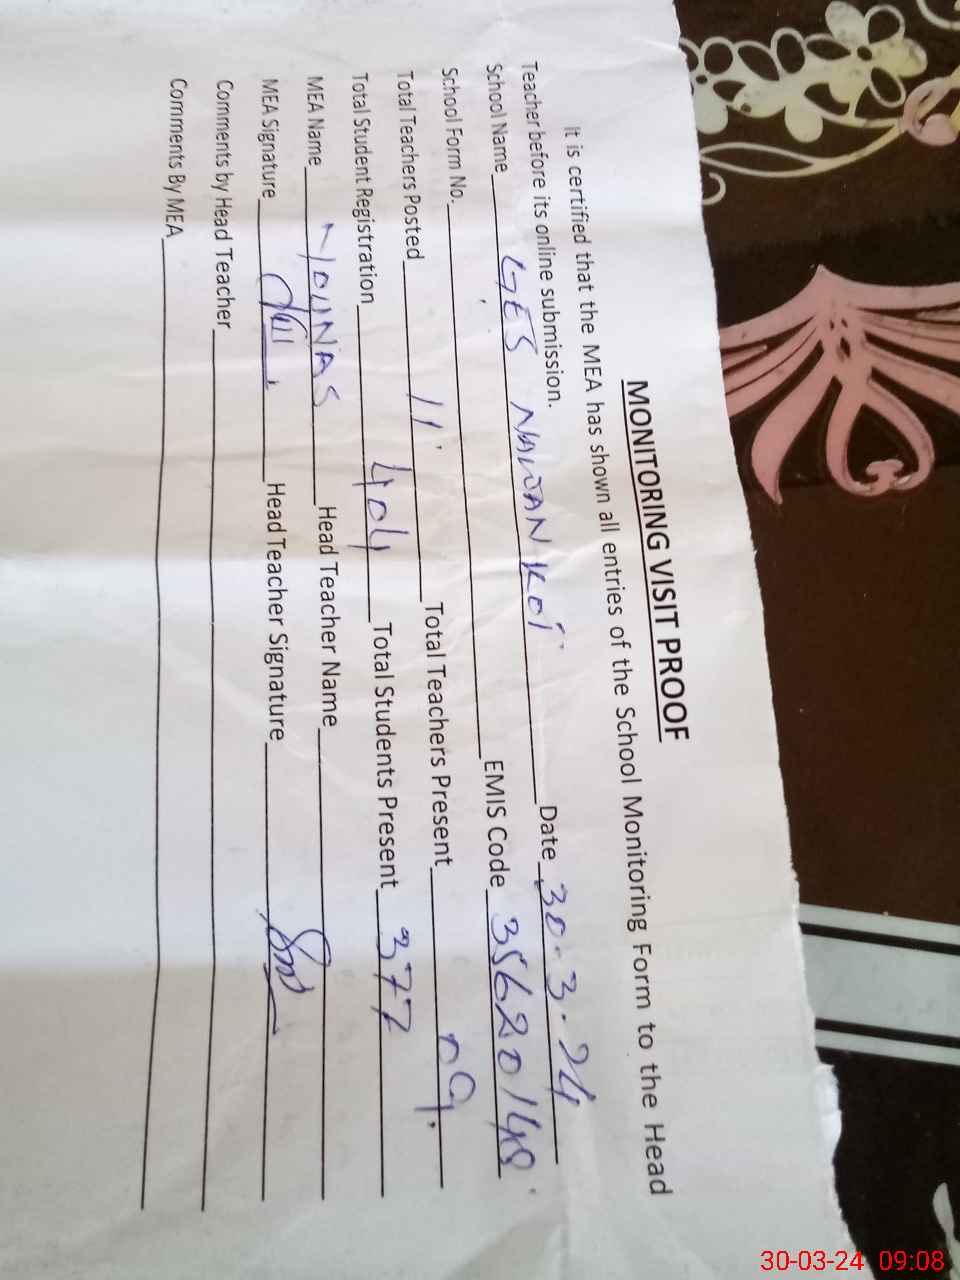 MONITORING VISIT PROOF
It is certified that the MEA has shown all entries of the School Monitoring Form to the Head
Teacher before its online submission.
School Name GES NAWAN KOT Date 30.3.24
School Form No. EMIS Code 35620148
Total Teachers Posted 11 Total Teachers Present 09
Total Student Registration 404 Total Students Present 377
MEA Name YOUNAS Head Teacher Name
MEA Signature Head Teacher Signature
Comments by Head Teacher
Comments By MEA
30-03-24 09:08